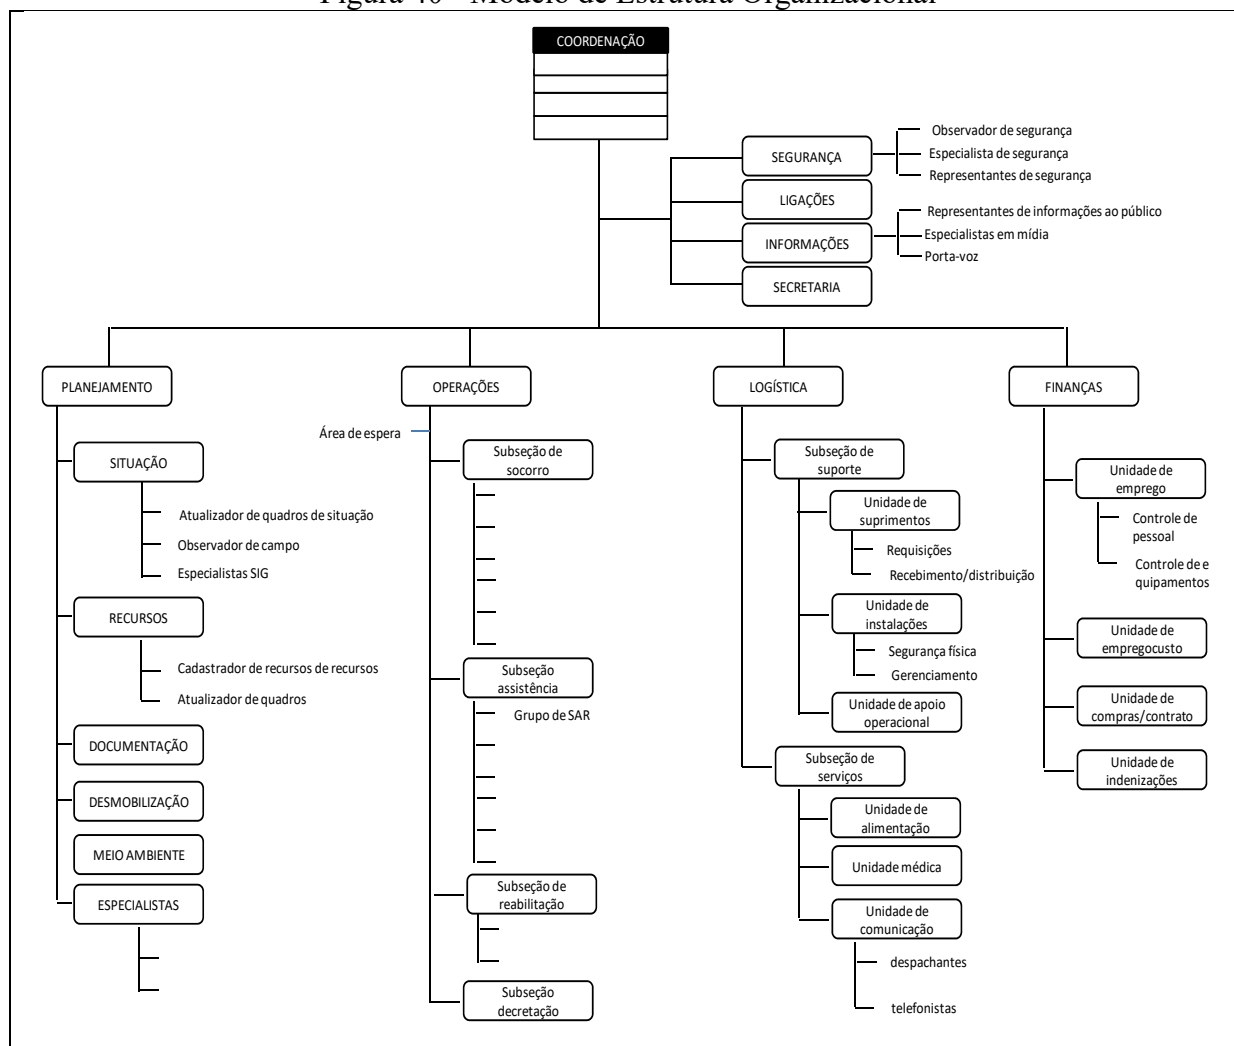 Figura 40 - Modelo de Estrutura Organizacional
COORDENAÇÃO
SEGURANÇA
Observador de segurança
Especialista de segurança
Representantes de segurança
LIGAÇÕES
INFORMAÇÕES
Representantes de informações ao público
Especialistas em mídia
Porta-voz
SECRETARIA
PLANEJAMENTO
SITUAÇÃO
Atualizador de quadros de situação
Observador de campo
Especialistas SIG
RECURSOS
Cadastrador de recursos de recursos
Atualizador de quadros
DOCUMENTAÇÃO
DESMOBILIZAÇÃO
MEIO AMBIENTE
ESPECIALISTAS
OPERAÇÕES
Área de espera
Subseção de
socorro
Subseção
assistência
Grupo de SAR
Subseção de
reabilitação
Subseção
decretação
LOGÍSTICA
Subseção de
suporte
Unidade de
suprimentos
Requisições
Recebimento/distribuição
Unidade de
instalações
Segurança física
Gerenciamento
Unidade de apoio
operacional
Subseção de
serviços
Unidade de
alimentação
Unidade médica
Unidade de
comunicação
despachantes
telefonistas
FINANÇAS
Unidade de
emprego
Controle de
pessoal
Controle de e
quipamentos
Unidade de
empregocusto
Unidade de
compras/contrato
Unidade de
indenizações